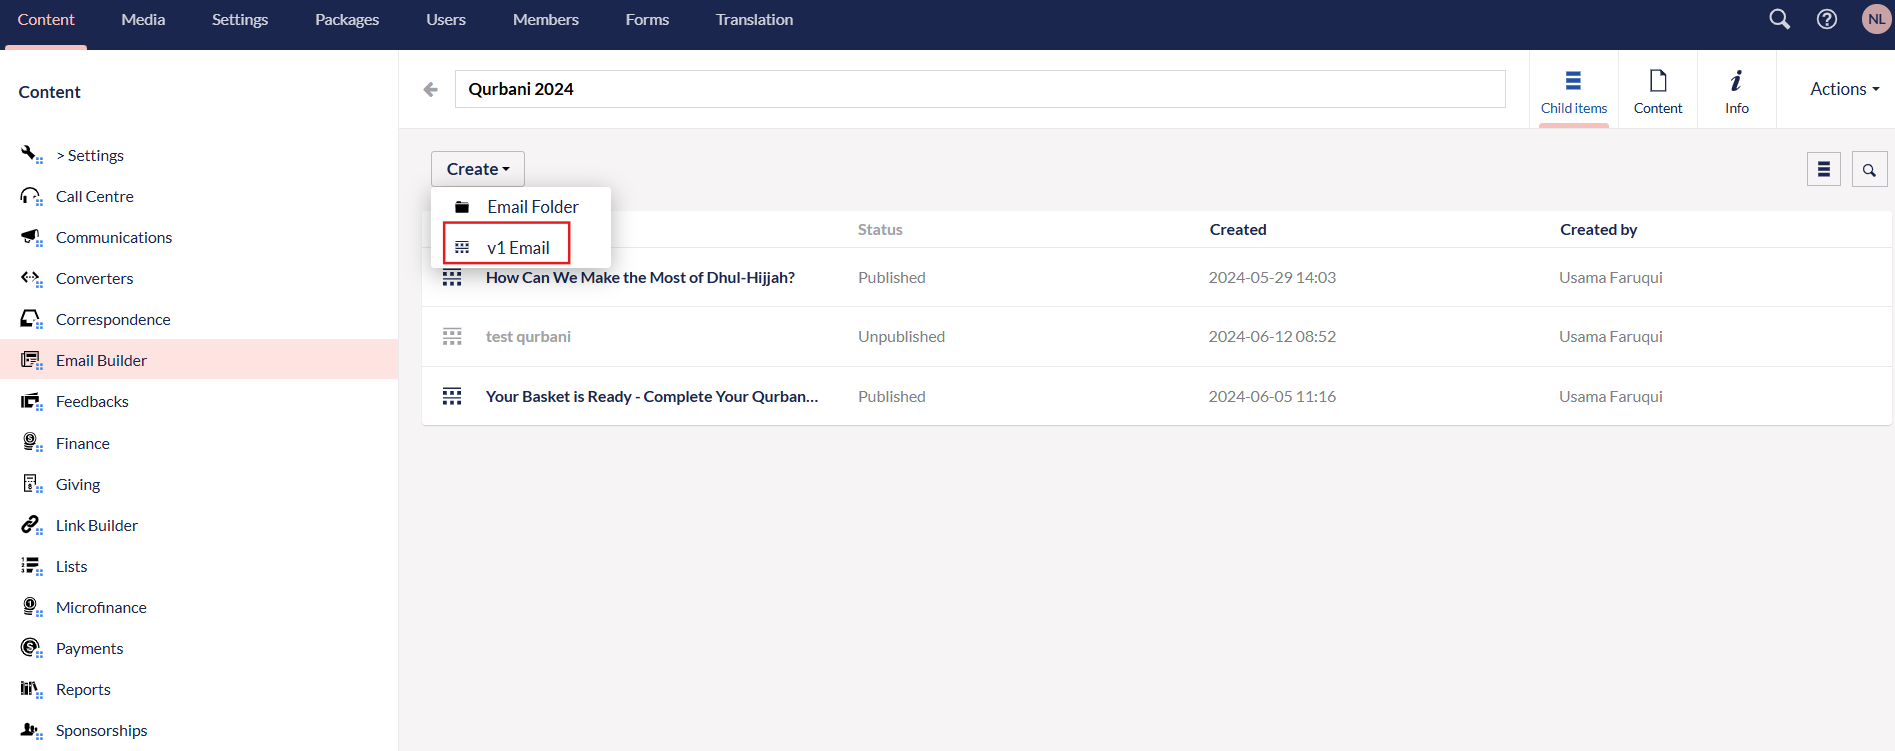 Content Media Settings Packages Users Members Forms Translation NL
Content
> Settings
Call Centre
Communications
Converters
Correspondence
Email Builder
Feedbacks
Finance
Giving
Link Builder
Lists
Microfinance
Payments
Reports
Sponsorships
Qurbani 2024
Child items Content Info Actions
Create
Email Folder
v1 Email
Status Created Created by
How Can We Make the Most of Dhul-Hijjah? Published 2024-05-29 14:03 Usama Faruqui
test qurbani Unpublished 2024-06-12 08:52 Usama Faruqui
Your Basket is Ready - Complete Your Qurban... Published 2024-06-05 11:16 Usama Faruqui